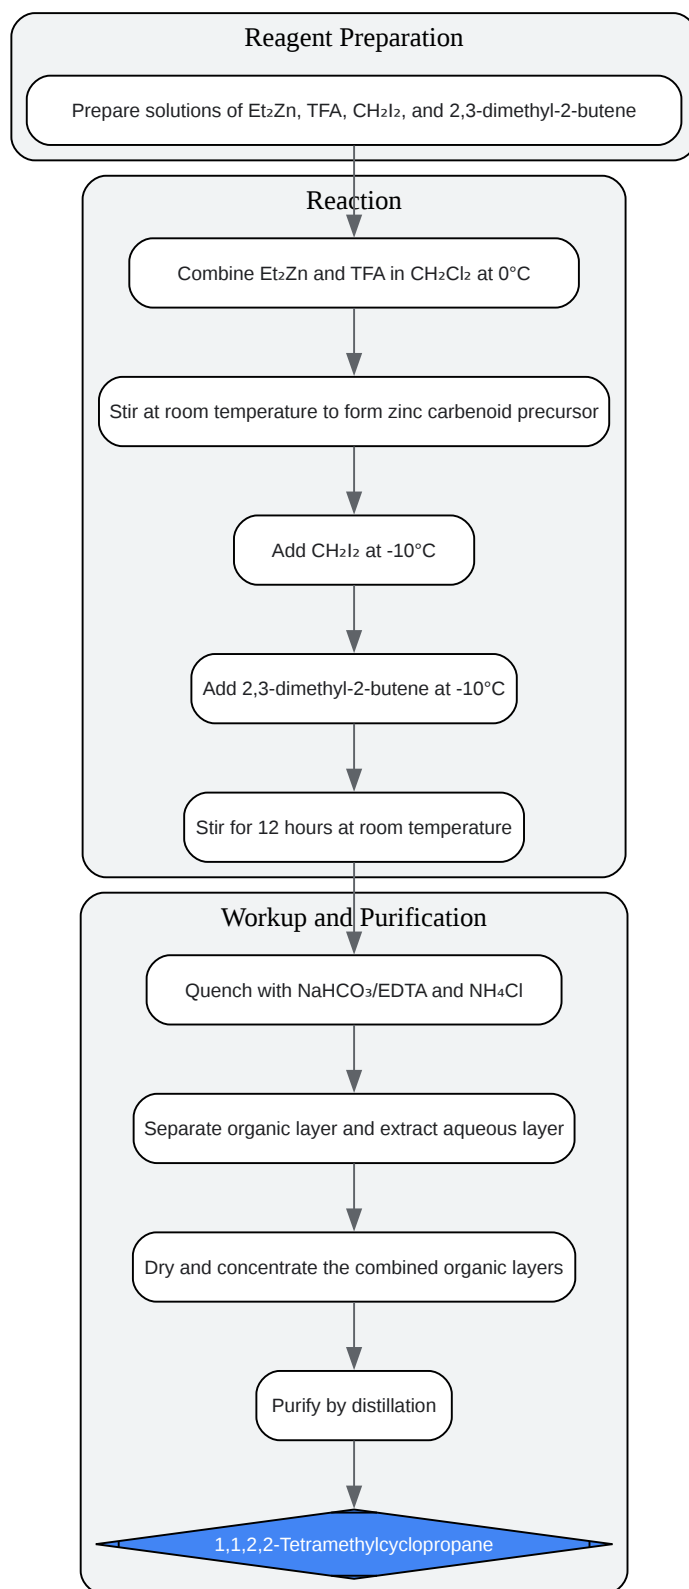 Reagent Preparation
Prepare solutions of Et₂Zn, TFA, CH₂I₂, and 2,3-dimethyl-2-butene
Reaction
Combine Et₂Zn and TFA in CH₂Cl₂ at 0°C
Stir at room temperature to form zinc carbenoid precursor
Add CH₂I₂ at -10°C
Add 2,3-dimethyl-2-butene at -10°C
Stir for 12 hours at room temperature
Workup and Purification
Quench with NaHCO₃/EDTA and NH₄Cl
Separate organic layer and extract aqueous layer
Dry and concentrate the combined organic layers
Purify by distillation
1,1,2,2-Tetramethylcyclopropane